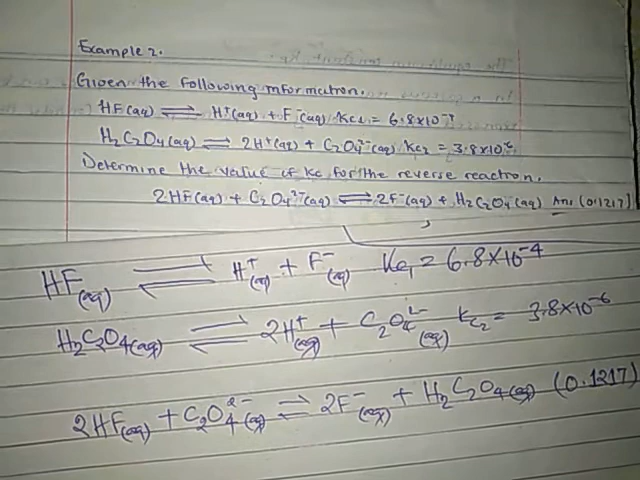 Example 2.
Given the following information.
HF(aq) ⇌ H⁺(aq) + F⁻(aq) Kc₁ = 6.8×10⁻⁴
H₂C₂O₄(aq) ⇌ 2H⁺(aq) + C₂O₄²⁻(aq) Kc₂ = 3.8×10⁻⁶
Determine the value of Kc for the reverse reaction.
2HF(aq) + C₂O₄²⁻(aq) ⇌ 2F⁻(aq) + H₂C₂O₄(aq) Ans (0.1217)
HF(aq) ⇌ H⁺(aq) + F⁻(aq) Kc₁ = 6.8×10⁻⁴
H₂C₂O₄(aq) ⇌ 2H⁺(aq) + C₂O₄²⁻(aq) Kc₂ = 3.8×10⁻⁶
2HF(aq) + C₂O₄²⁻(aq) ⇌ 2F⁻(aq) + H₂C₂O₄(aq) (0.1217)